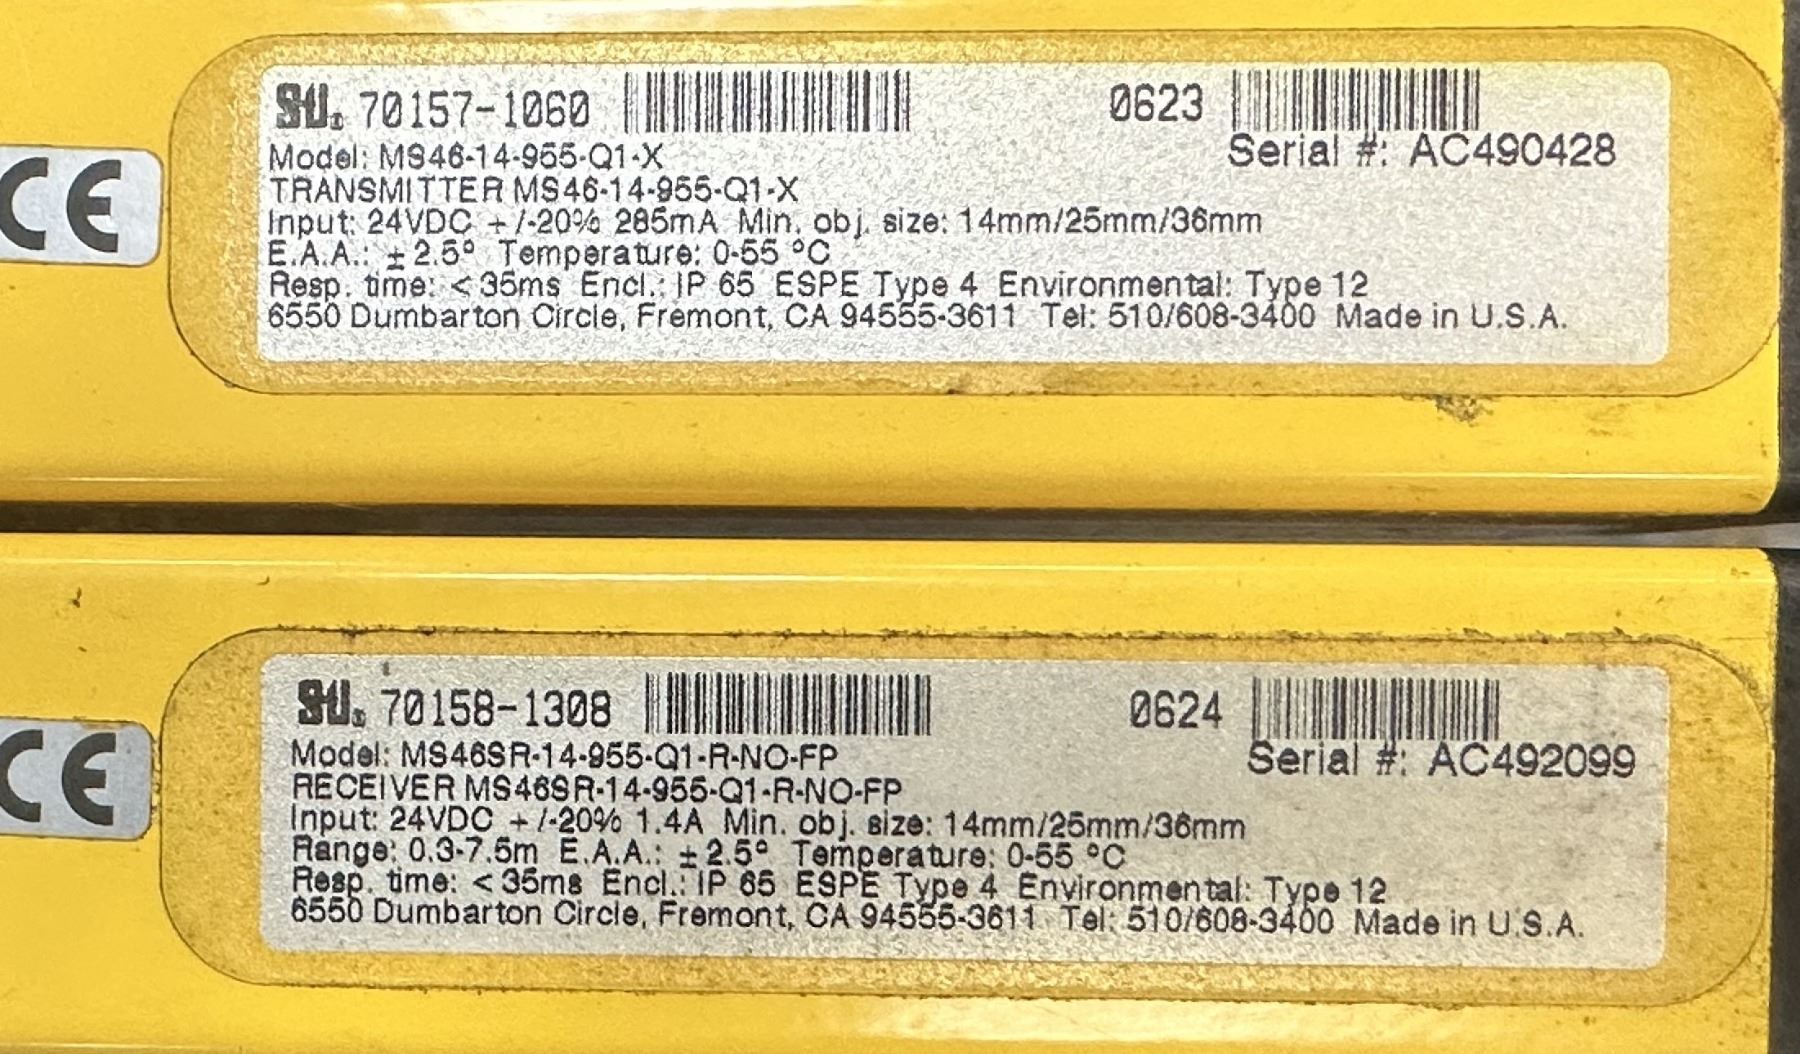 CE
70157-1060 0623
Model: MS46-14-955-Q1-X Serial #: AC490428
TRANSMITTER MS46-14-955-Q1-X
Input: 24VDC +/-20% 285mA Min. obj. size: 14mm/25mm/36mm
E.A.A.: ± 2.5° Temperature: 0-55 °C
Resp. time: < 35ms Encl.: IP 65 ESPE Type 4 Environmental: Type 12
6550 Dumbarton Circle, Fremont, CA 94555-3611 Tel: 510/608-3400 Made in U.S.A.
CE
70158-1308 0624
Model: MS46SR-14-955-Q1-R-NO-FP Serial #: AC492099
RECEIVER MS46SR-14-955-Q1-R-NO-FP
Input: 24VDC +/-20% 1.4A Min. obj. size: 14mm/25mm/36mm
Range: 0.3-7.5m E.A.A.: ± 2.5° Temperature: 0-55 °C
Resp. time: < 35ms Encl.: IP 65 ESPE Type 4 Environmental: Type 12
6550 Dumbarton Circle, Fremont, CA 94555-3611 Tel: 510/608-3400 Made in U.S.A.